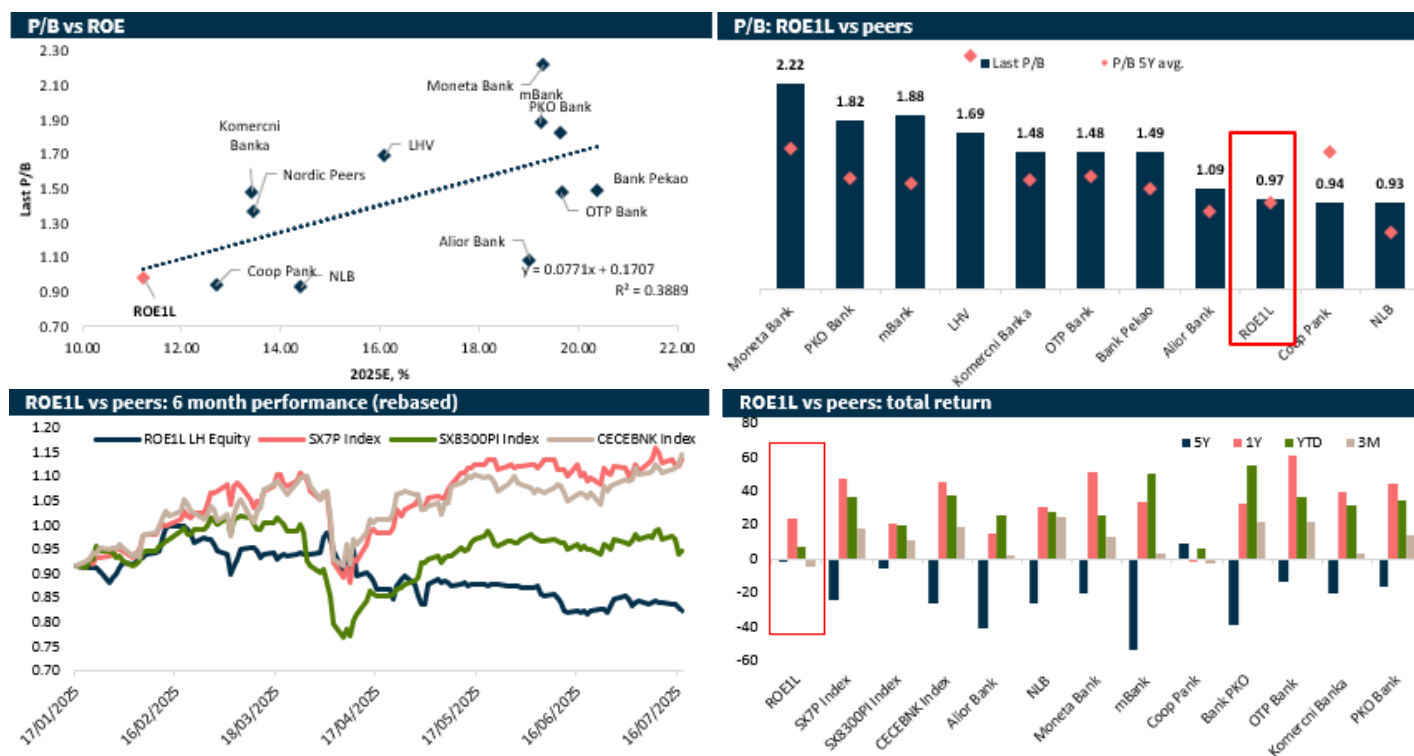 P/B vs ROE
2.30
2.10
1.90
1.70
1.50
1.30
1.10
0.90
0.70
Last P/B
Moneta Bank
mBank
PKO Bank
Komercni
Banka
LHV
Nordic Peers
Bank Pekao
OTP Bank
Alior Bank
Coop Pank
NLB
ROE1L
y = 0.0771x + 0.1707
R² = 0.3889
10.00 12.00 14.00 16.00 18.00 20.00 22.00
2025E, %
P/B: ROE1L vs peers
Last P/B P/B 5Y avg.
2.22
1.82
1.88
1.69
1.48
1.48
1.49
1.09
0.97
0.94
0.93
Moneta Bank
PKO Bank
mBank
LHV
Komercni Banka
OTP Bank
Bank Pekao
Alior Bank
ROE1L
Coop Pank
NLB
ROE1L vs peers: 6 month performance (rebased)
ROE1L LH Equity SX7P Index SX8300PI Index CECEBNK Index
1.20
1.15
1.10
1.05
1.00
0.95
0.90
0.85
0.80
0.75
0.70
17/01/2025
16/02/2025
18/03/2025
17/04/2025
17/05/2025
16/06/2025
16/07/2025
ROE1L vs peers: total return
5Y 1Y YTD 3M
80
60
40
20
0
-20
-40
-60
ROE1L
SX7P Index
SX8300PI Index
CECEBNK Index
Alior Bank
NLB
Moneta Bank
mBank
Coop Pank
Bank PKO
OTP Bank
Komercni Banka
PKO Bank